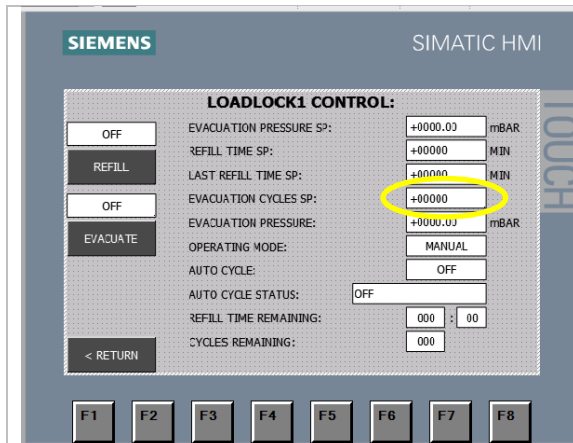 SIEMENS SIMATIC HMI
TOUCH
LOADLOCK1 CONTROL:
OFF EVACUATION PRESSURE SP: +0000.00 mBAR
REFILL REFILL TIME SP: +00000 MIN
LAST REFILL TIME SP: +00000 MIN
OFF EVACUATION CYCLES SP: +00000
EVACUATION PRESSURE: +0000.00 mBAR
EVACUATE OPERATING MODE: MANUAL
AUTO CYCLE: OFF
AUTO CYCLE STATUS: OFF
REFILL TIME REMAINING: 000 : 00
< RETURN CYCLES REMAINING: 000
F1 F2 F3 F4 F5 F6 F7 F8